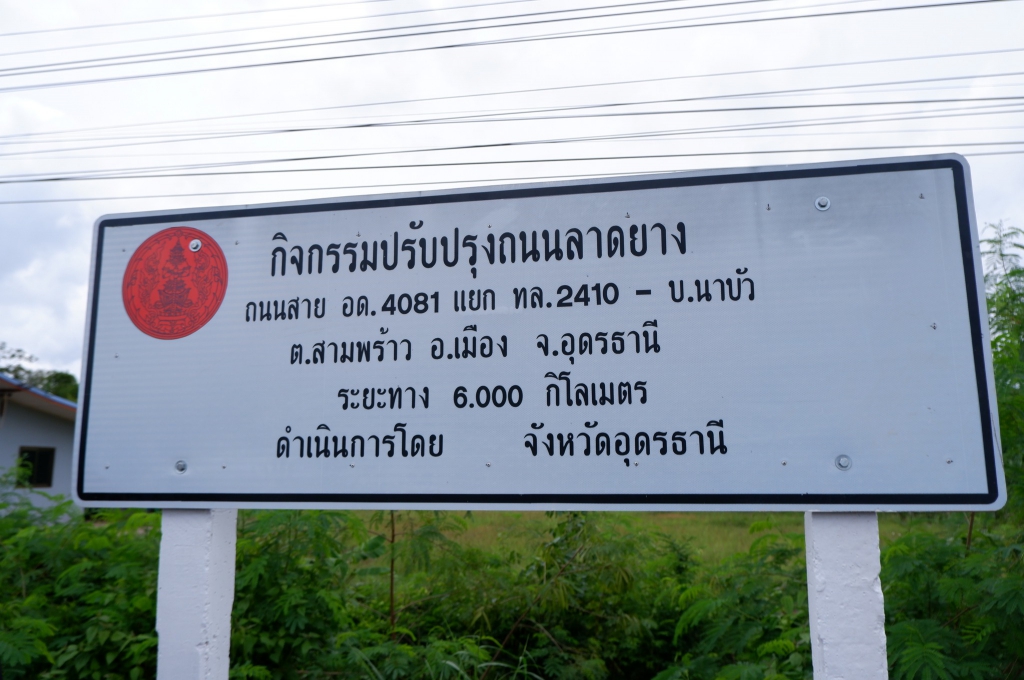 กิจกรรมปรับปรุงถนนลาดยาง
ถนนสาย อด.4081 แยก ทล.2410 - บ.นาบัว
ต.สามพร้าว อ.เมือง จ.อุดรธานี
ระยะทาง 6.000 กิโลเมตร
ดำเนินการโดย จังหวัดอุดรธานี